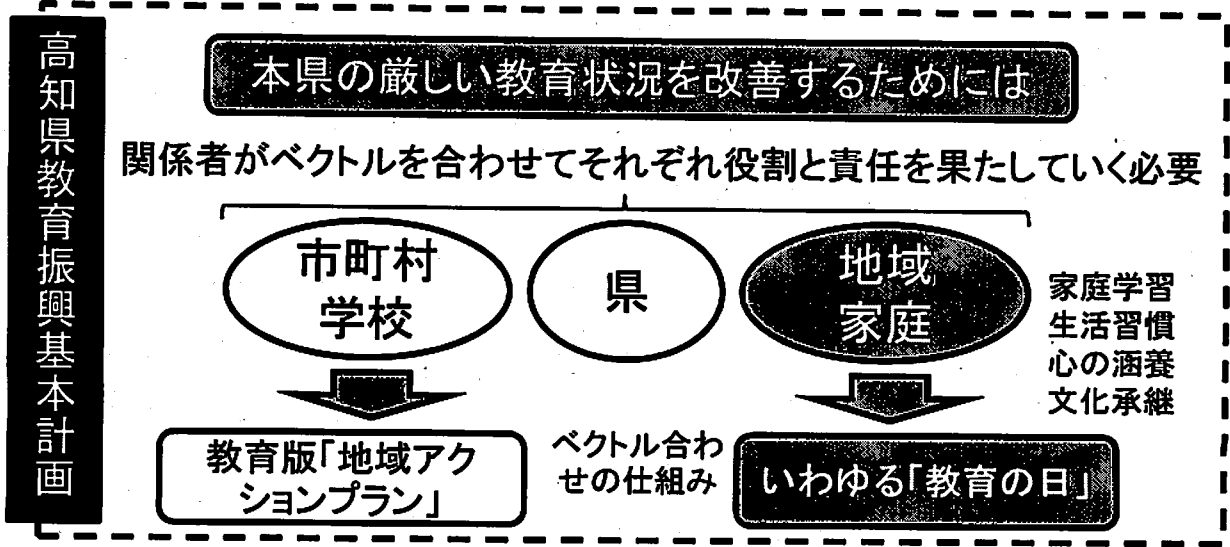 高知県教育振興基本計画
本県の厳しい教育状況を改善するためには
関係者がベクトルを合わせてそれぞれ役割と責任を果たしていく必要
市町村
学校
県
地域
家庭
家庭学習
生活習慣
心の涵養
文化承継
教育版「地域アク
ションプラン」
ベクトル合わ
せの仕組み
いわゆる「教育の日」